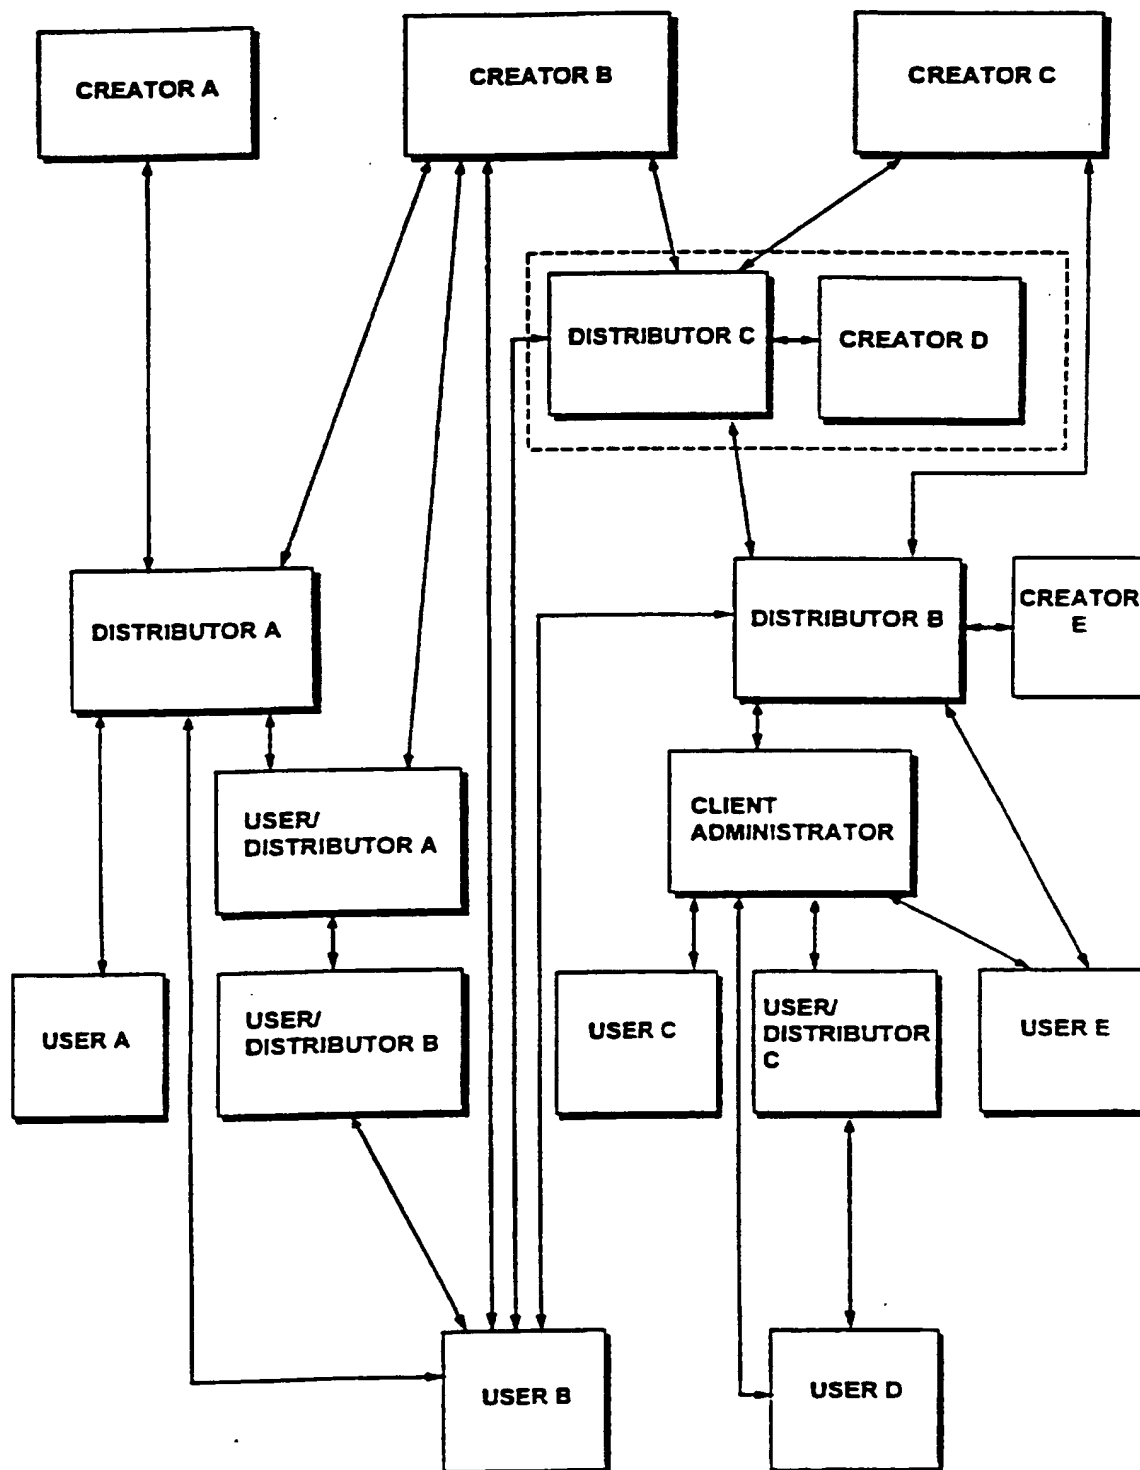 CREATOR A
CREATOR B
CREATOR C
DISTRIBUTOR C
CREATOR D
DISTRIBUTOR A
DISTRIBUTOR B
CREATOR
E
USER/
DISTRIBUTOR A
CLIENT
ADMINISTRATOR
USER A
USER/
DISTRIBUTOR B
USER C
USER/
DISTRIBUTOR
C
USER E
USER B
USER D